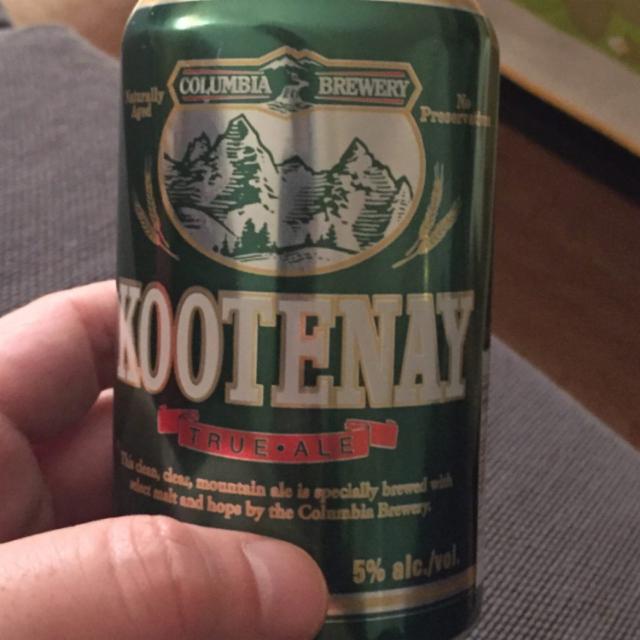 COLUMBIA BREWERY
Naturally
Aged
No
Preservatives
KOOTENAY
TRUE • ALE
This clean, clear, mountain ale is specially brewed with
malt and hops by the Columbia Brewery.
5% alc./vol.